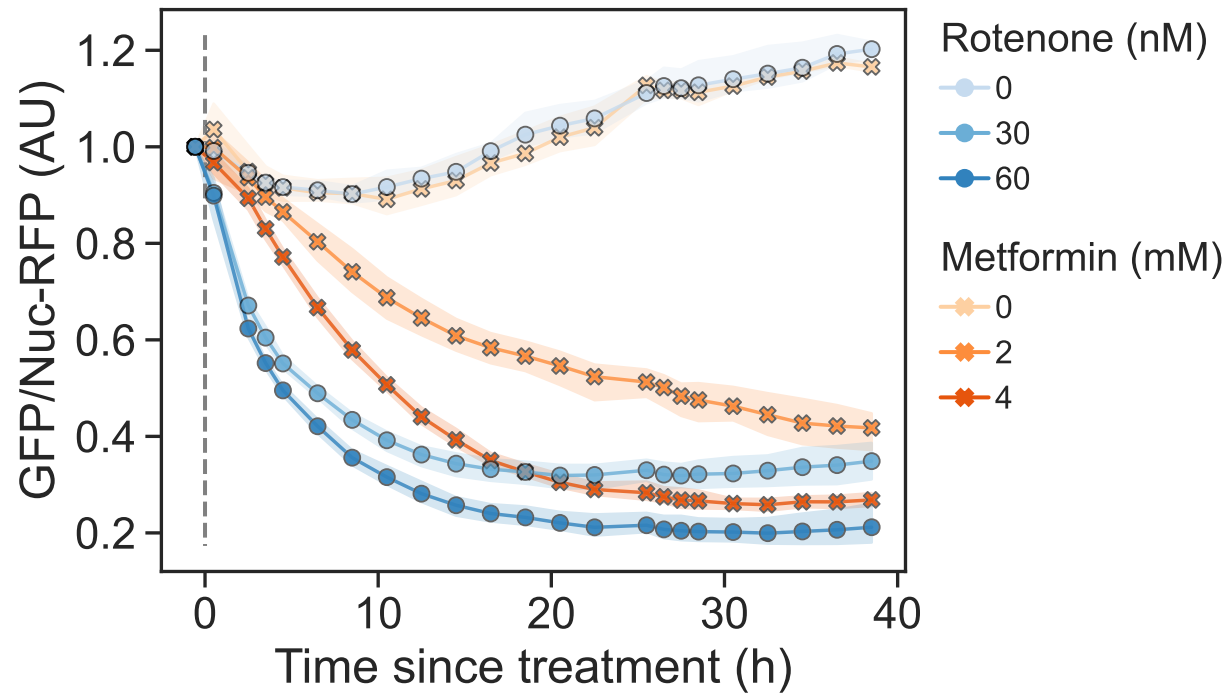 GFP/Nuc-RFP (AU)
1.2
1.0
0.8
0.6
0.4
0.2
0 10 20 30 40
Time since treatment (h)
Rotenone (nM)
0
30
60
Metformin (mM)
0
2
4